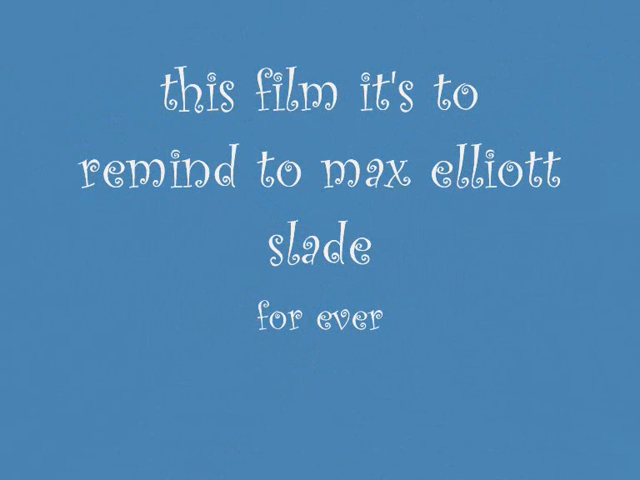 this film it's to
remind to max elliott
slade
for ever